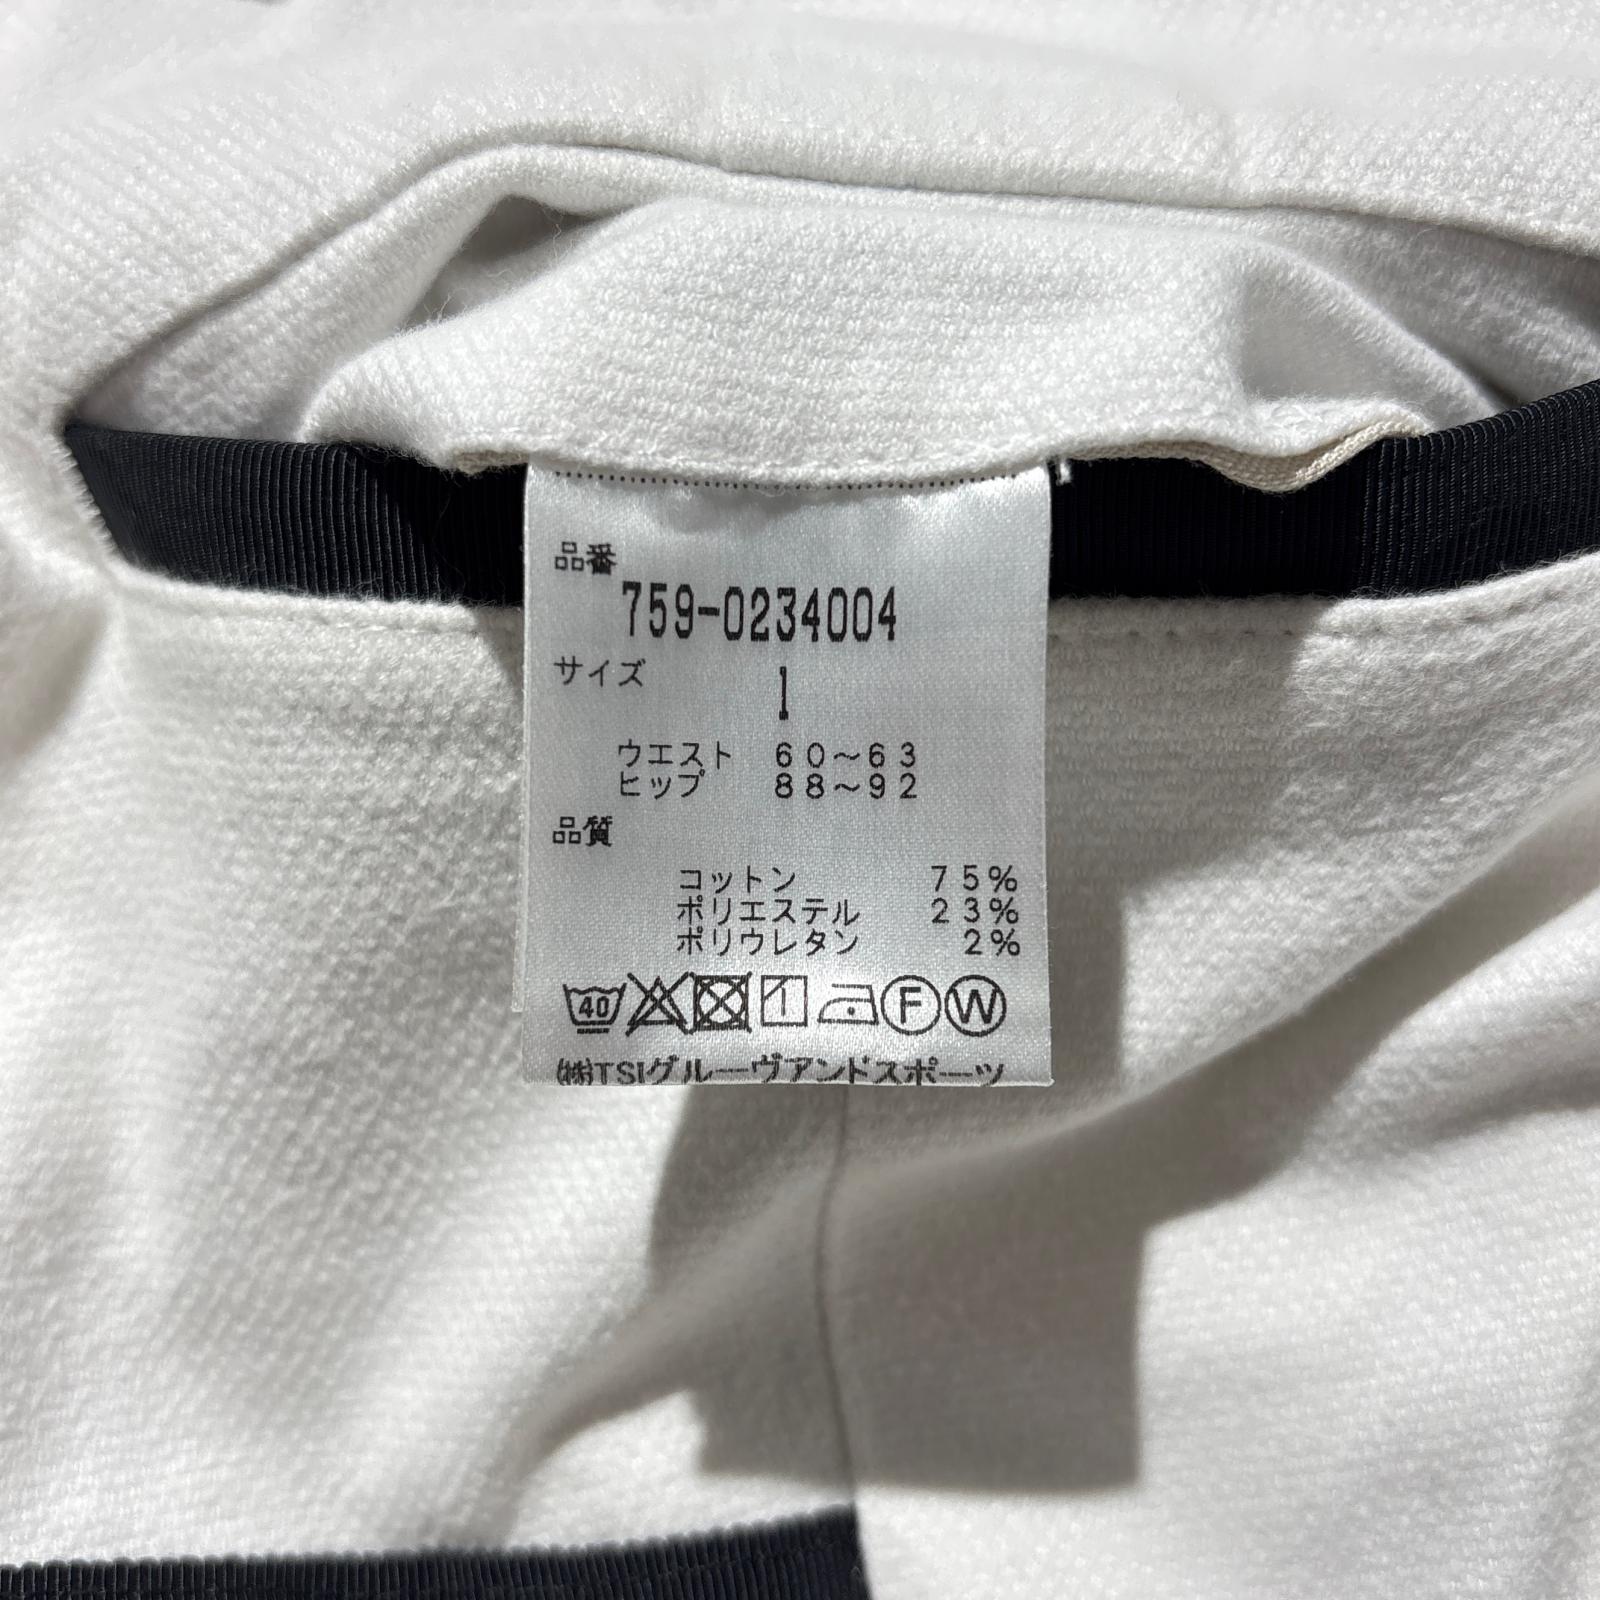 品番
759-0234004
サイズ
1
ウエスト 60～63
ヒップ 88～92
品質
コットン 75%
ポリエステル 23%
ポリウレタン 2%
40 1 F W
(株)TSIグルーヴアンドスポーツ